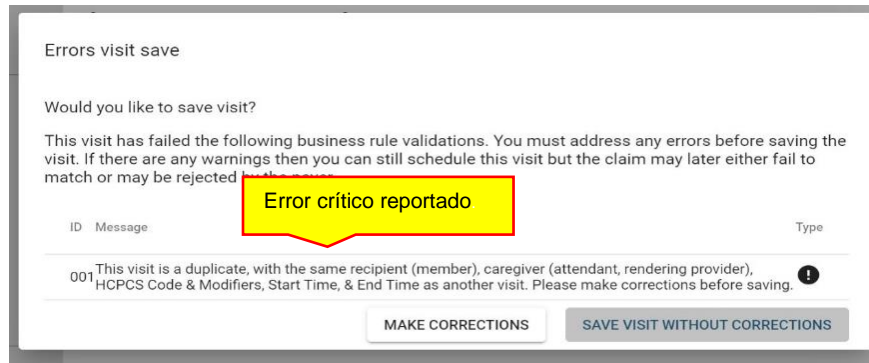 Errors visit save
Would you like to save visit?
This visit has failed the following business rule validations. You must address any errors before saving the
visit. If there are any warnings then you can still schedule this visit but the claim may later either fail to
match or may be rejected by the payer
Error crítico reportado
ID Message Type
001 This visit is a duplicate, with the same recipient (member), caregiver (attendant, rendering provider),
HCPCS Code & Modifiers, Start Time, & End Time as another visit. Please make corrections before saving.
MAKE CORRECTIONS SAVE VISIT WITHOUT CORRECTIONS